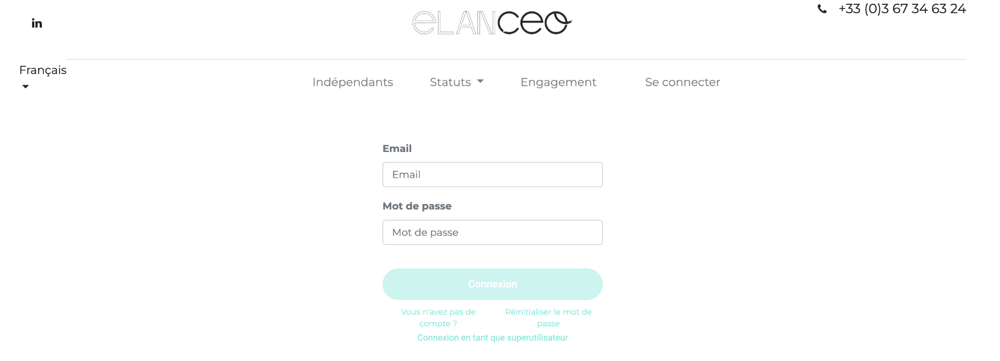 in
eLANceo
+33 (0)3 67 34 63 24
Français
Indépendants Statuts Engagement Se connecter
Email
Email
Mot de passe
Mot de passe
Connexion
Vous n'avez pas de compte ?
Réinitialiser le mot de passe
Connexion en tant que superutilisateur